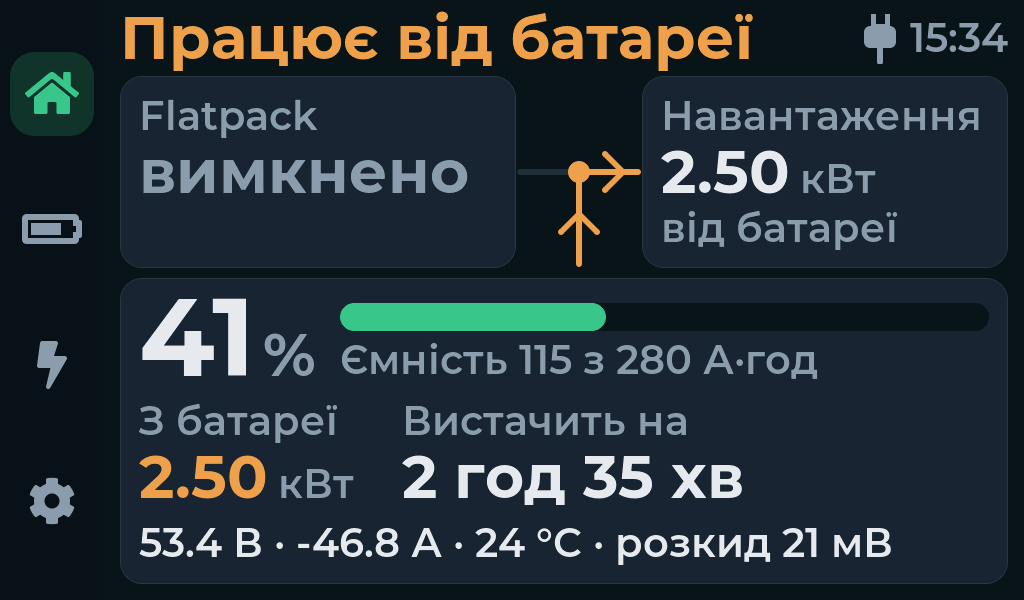 Працює від батареї
15:34
Flatpack
вимкнено
Навантаження
2.50 кВт
від батареї
41 %
Ємність 115 з 280 А·год
З батареї
2.50 кВт
Вистачить на
2 год 35 хв
53.4 В · -46.8 А · 24 °C · розкид 21 мВ